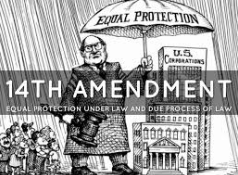 EQUAL PROTECTION
U.S.
CORPORATIONS
14TH AMENDMENT
EQUAL PROTECTION UNDER LAW AND DUE PROCESS OF LAW